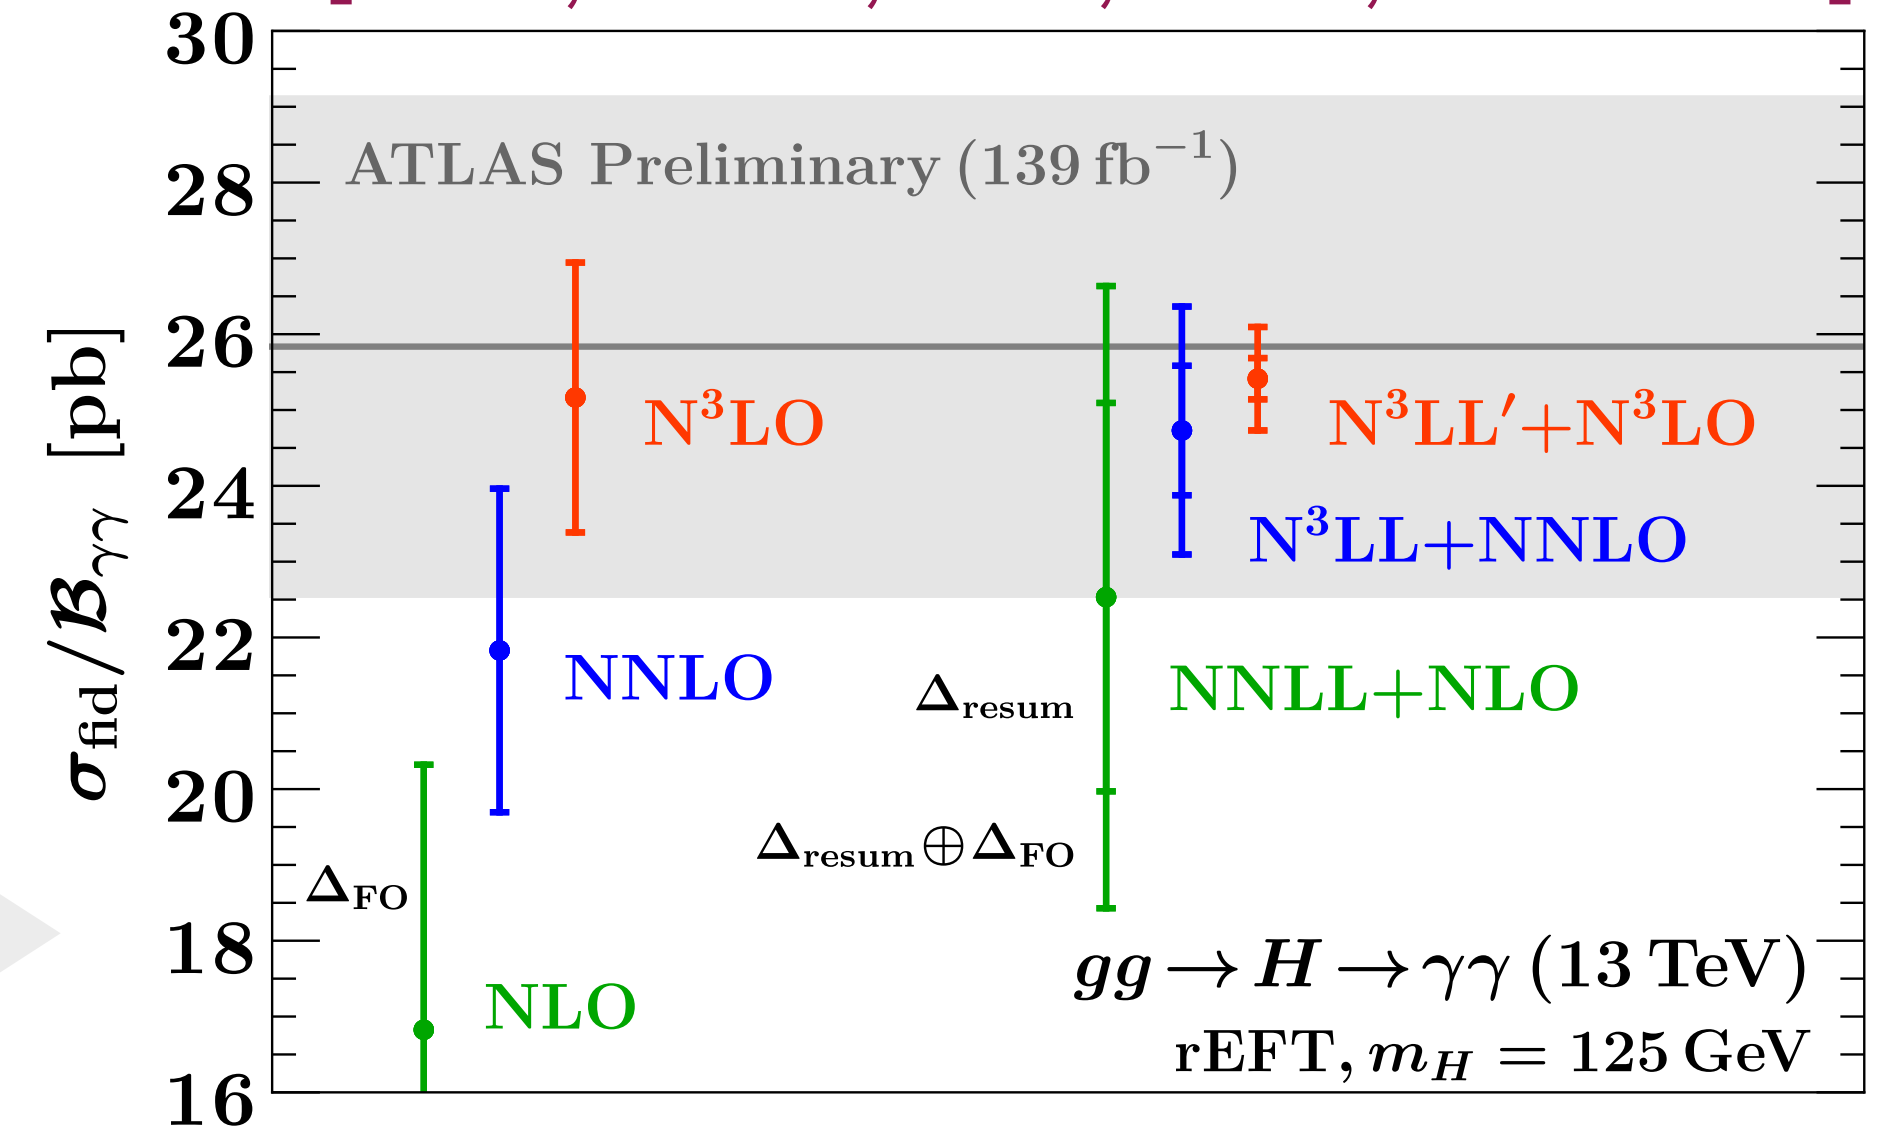 30
ATLAS Preliminary (139 fb⁻¹)
28
26
N³LO
N³LL′+N³LO
24
N³LL+NNLO
σ_fid/ℬ_γγ [pb]
22
NNLO
NNLL+NLO
Δ_resum
20
Δ_resum⊕Δ_FO
Δ_FO
18
gg→H→γγ (13 TeV)
NLO
rEFT, m_H = 125 GeV
16